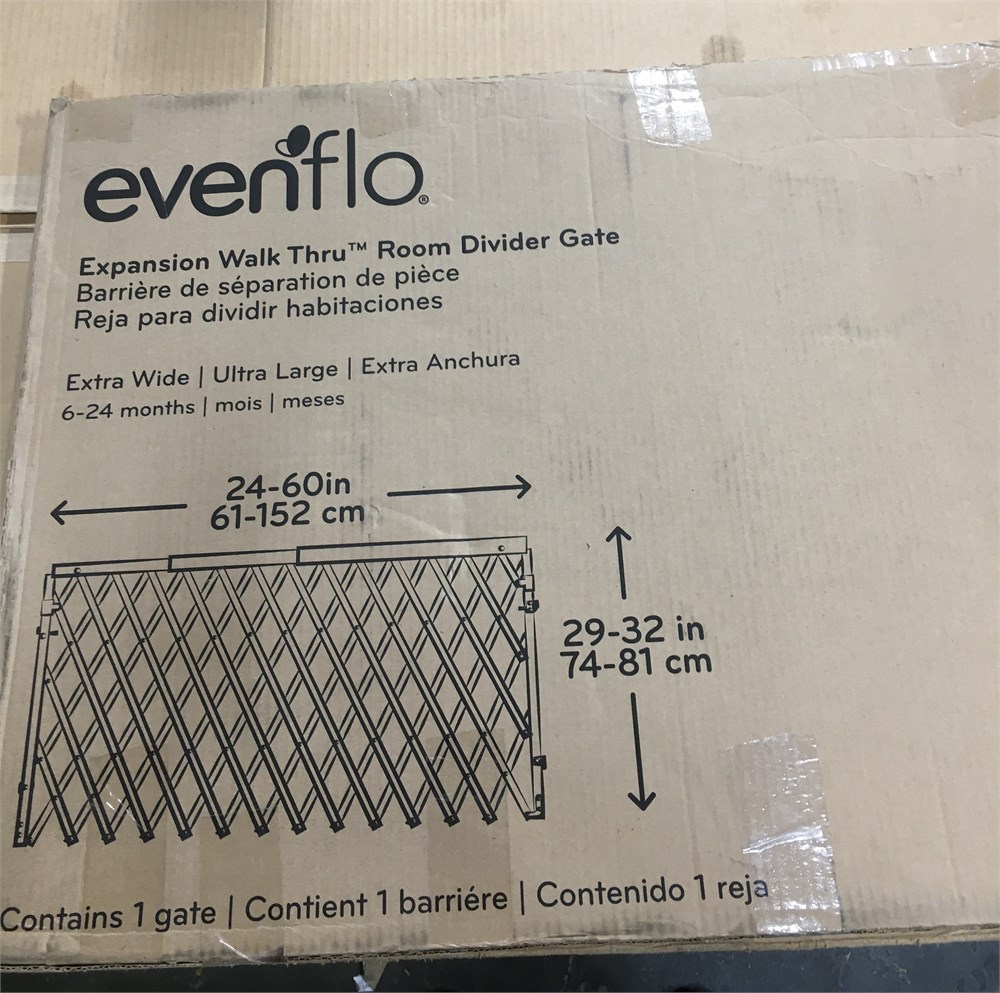 evenflo®
Expansion Walk Thru™ Room Divider Gate
Barrière de séparation de pièce
Reja para dividir habitaciones
Extra Wide | Ultra Large | Extra Anchura
6-24 months | mois | meses
24-60in
61-152 cm
29-32 in
74-81 cm
Contains 1 gate | Contient 1 barriére | Contenido 1 reja